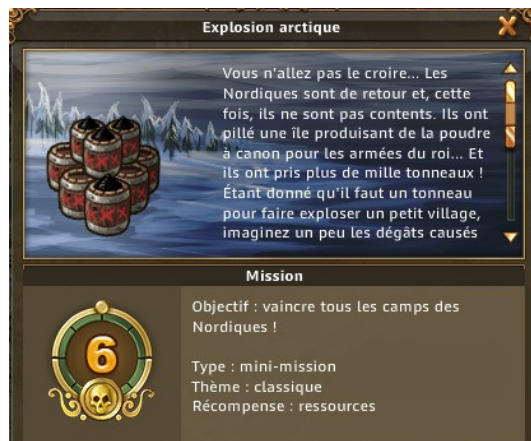 Explosion arctique
Vous n'allez pas le croire... Les
Nordiques sont de retour et, cette
fois, ils ne sont pas contents. Ils ont
pillé une île produisant de la poudre
à canon pour les armées du roi... Et
ils ont pris plus de mille tonneaux !
Étant donné qu'il faut un tonneau
pour faire exploser un petit village,
imaginez un peu les dégâts causés
Mission
6
Objectif : vaincre tous les camps des
Nordiques !
Type : mini-mission
Thème : classique
Récompense : ressources